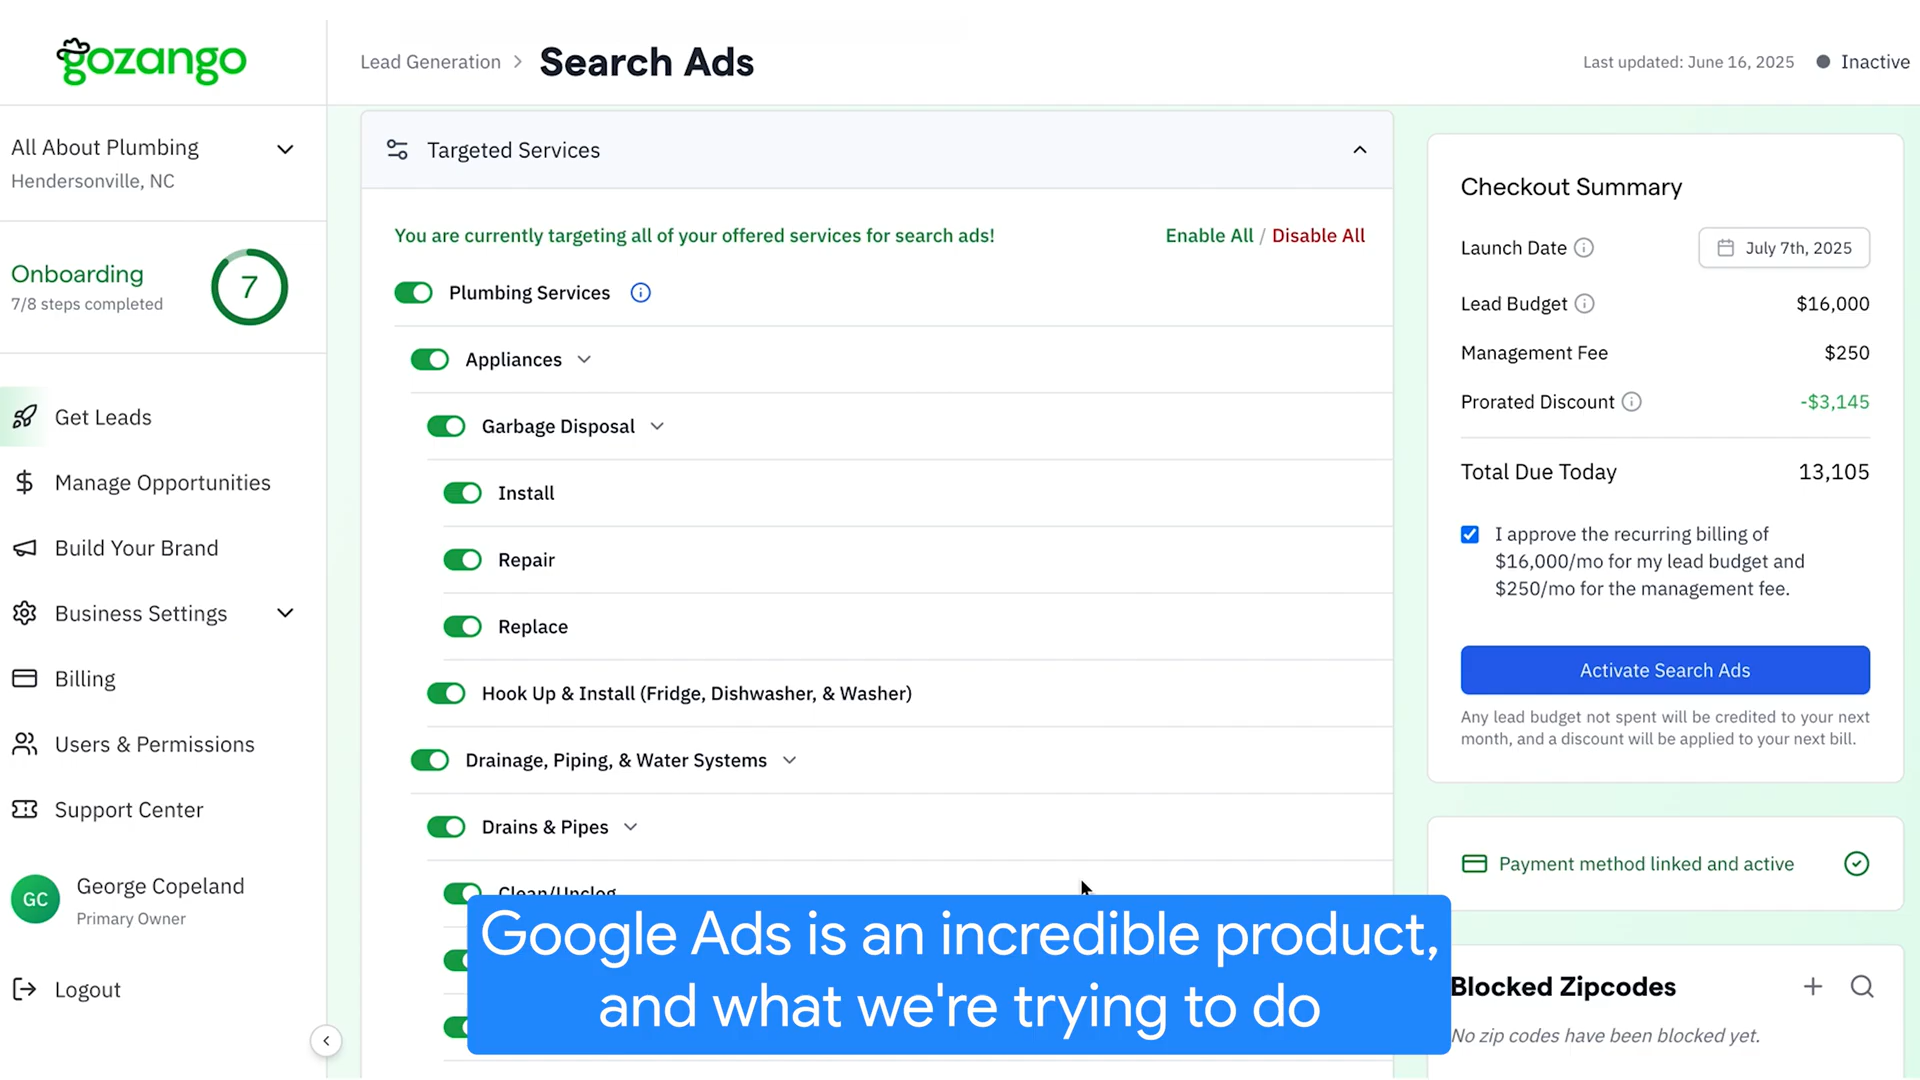 gozango
Lead Generation > Search Ads
Last updated: June 16, 2025
Inactive
All About Plumbing
Hendersonville, NC
Onboarding
7/8 steps completed
7
Get Leads
Manage Opportunities
Build Your Brand
Business Settings
Billing
Users & Permissions
Support Center
GC
George Copeland
Primary Owner
Logout
Targeted Services
You are currently targeting all of your offered services for search ads!
Enable All / Disable All
Plumbing Services
Appliances
Garbage Disposal
Install
Repair
Replace
Hook Up & Install (Fridge, Dishwasher, & Washer)
Drainage, Piping, & Water Systems
Drains & Pipes
Clean/Unclog
Checkout Summary
Launch Date
July 7th, 2025
Lead Budget
$16,000
Management Fee
$250
Prorated Discount
-$3,145
Total Due Today
13,105
I approve the recurring billing of
$16,000/mo for my lead budget and
$250/mo for the management fee.
Activate Search Ads
Any lead budget not spent will be credited to your next
month, and a discount will be applied to your next bill.
Payment method linked and active
Blocked Zipcodes
No zip codes have been blocked yet.
Google Ads is an incredible product,
and what we're trying to do